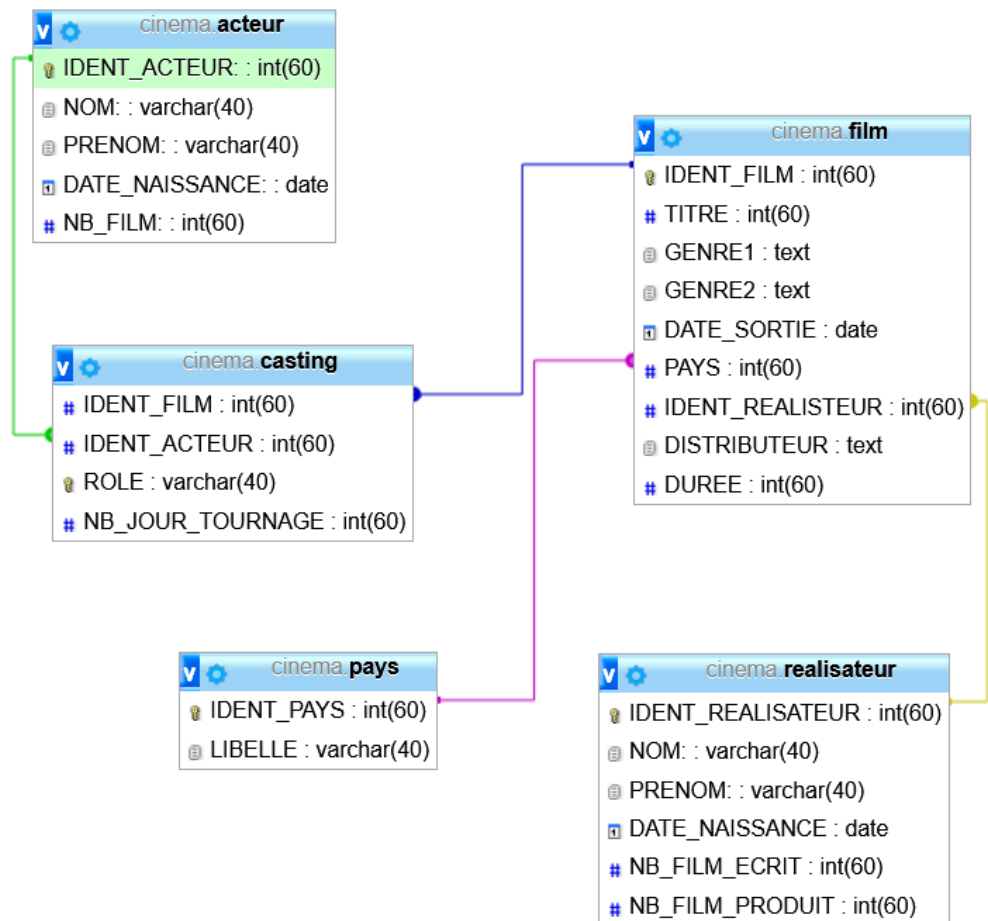 v cinema.acteur
IDENT_ACTEUR: : int(60)
NOM: : varchar(40)
PRENOM: : varchar(40)
DATE_NAISSANCE: : date
# NB_FILM: : int(60)
v cinema.film
IDENT_FILM : int(60)
# TITRE : int(60)
GENRE1 : text
GENRE2 : text
DATE_SORTIE : date
# PAYS : int(60)
# IDENT_REALISTEUR : int(60)
DISTRIBUTEUR : text
# DUREE : int(60)
v cinema.casting
# IDENT_FILM : int(60)
# IDENT_ACTEUR : int(60)
ROLE : varchar(40)
# NB_JOUR_TOURNAGE : int(60)
v cinema.pays
IDENT_PAYS : int(60)
LIBELLE : varchar(40)
v cinema.realisateur
IDENT_REALISATEUR : int(60)
NOM: : varchar(40)
PRENOM: : varchar(40)
DATE_NAISSANCE : date
# NB_FILM_ECRIT : int(60)
# NB_FILM_PRODUIT : int(60)